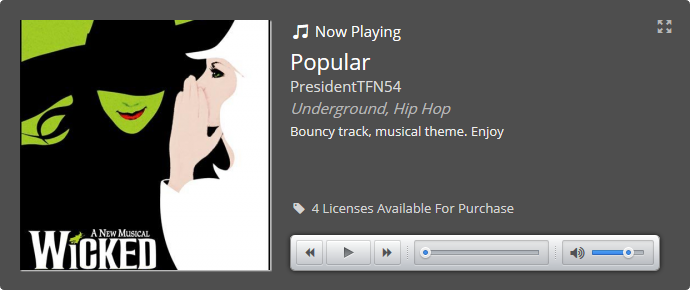 Now Playing
Popular
PresidentTFN54
Underground, Hip Hop
Bouncy track, musical theme. Enjoy
4 Licenses Available For Purchase
A NEW MUSICAL
WICKED